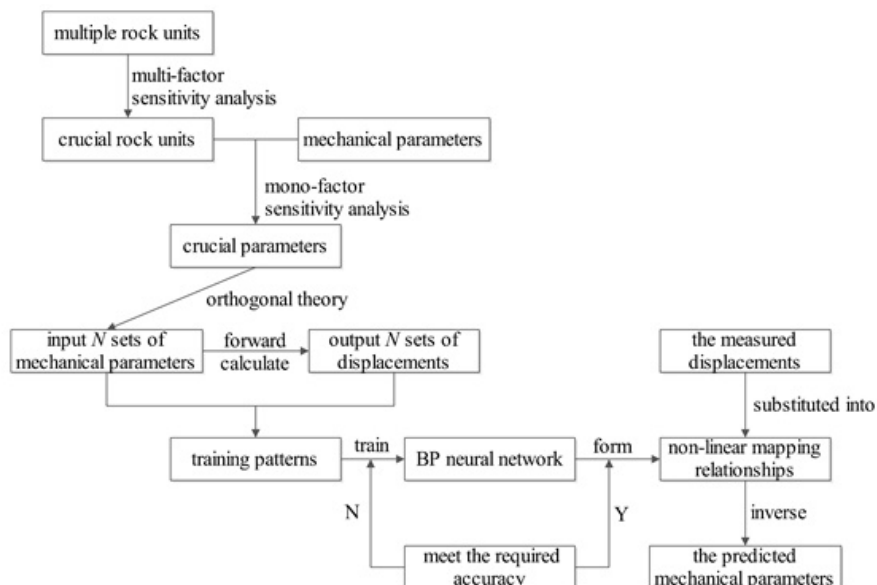 multiple rock units
multi-factor
sensitivity analysis
crucial rock units
mechanical parameters
mono-factor
sensitivity analysis
crucial parameters
orthogonal theory
input N sets of
mechanical parameters
forward
calculate
output N sets of
displacements
the measured
displacements
substituted into
training patterns
train
BP neural network
form
non-linear mapping
relationships
N
Y
inverse
meet the required
accuracy
the predicted
mechanical parameters